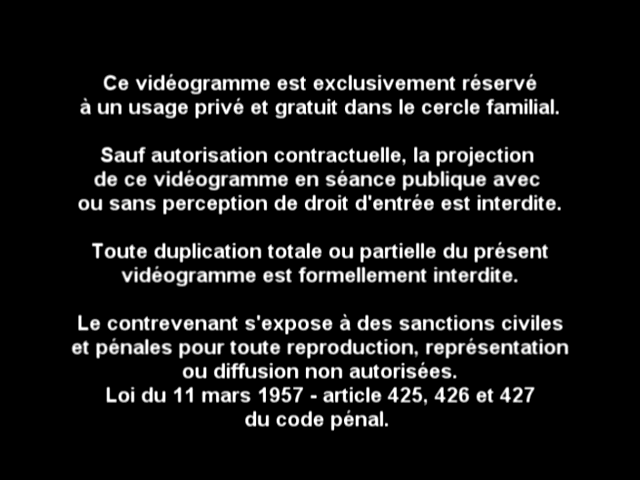 Ce vidéogramme est exclusivement réservé
à un usage privé et gratuit dans le cercle familial.
Sauf autorisation contractuelle, la projection
de ce vidéogramme en séance publique avec
ou sans perception de droit d'entrée est interdite.
Toute duplication totale ou partielle du présent
vidéogramme est formellement interdite.
Le contrevenant s'expose à des sanctions civiles
et pénales pour toute reproduction, représentation
ou diffusion non autorisées.
Loi du 11 mars 1957 - article 425, 426 et 427
du code pénal.